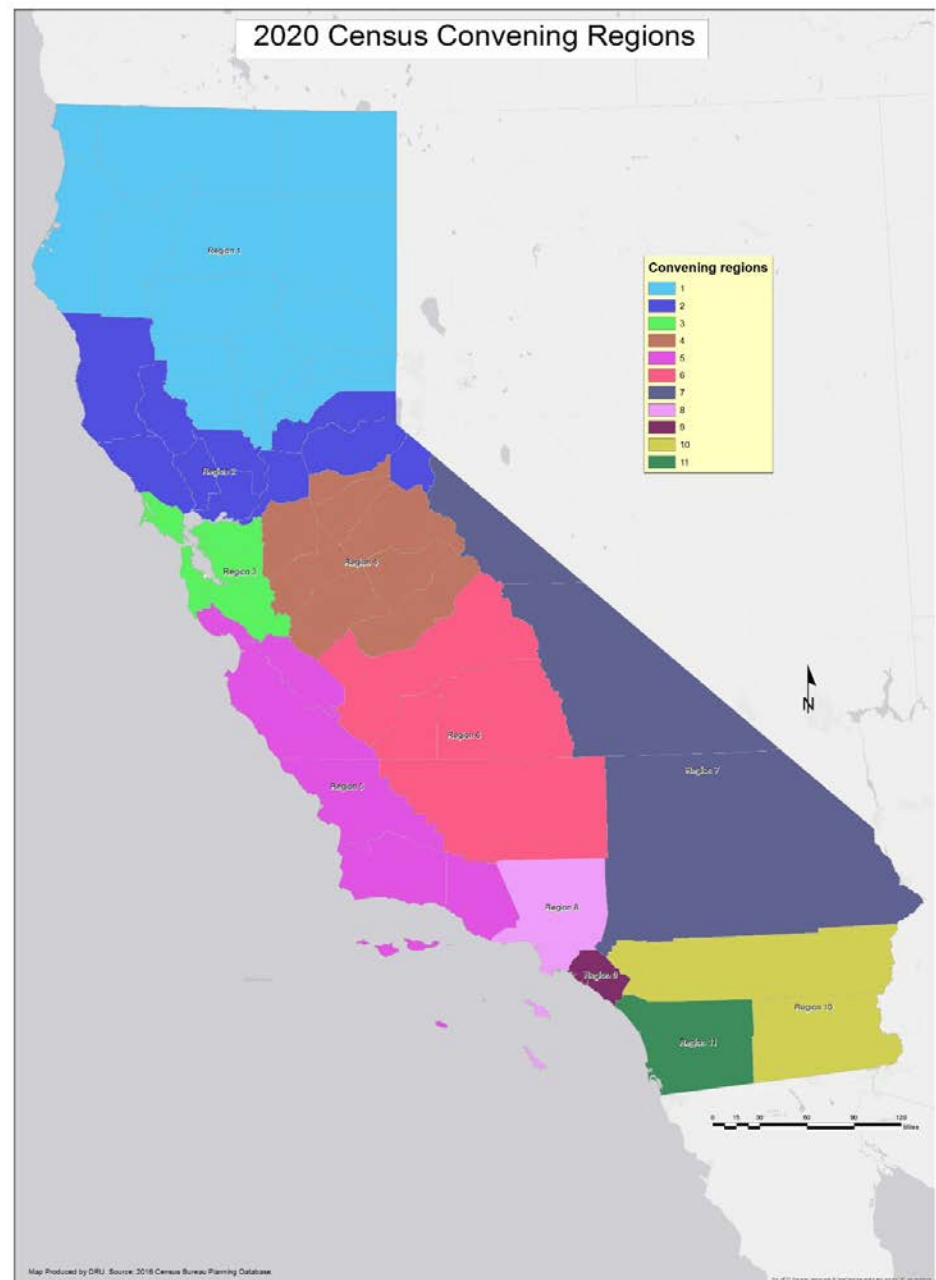 2020 Census Convening Regions
Region 1
Convening regions
1
2
3
4
5
6
7
8
9
10
11
Region 2
Region 4
Region 3
N
Region 6
Region 7
Region 5
Region 8
Region 9
Region 10
Region 11
0 15 30 60 90 120
Miles
Map Produced by DRU. Source: 2016 Census Bureau Planning Database.